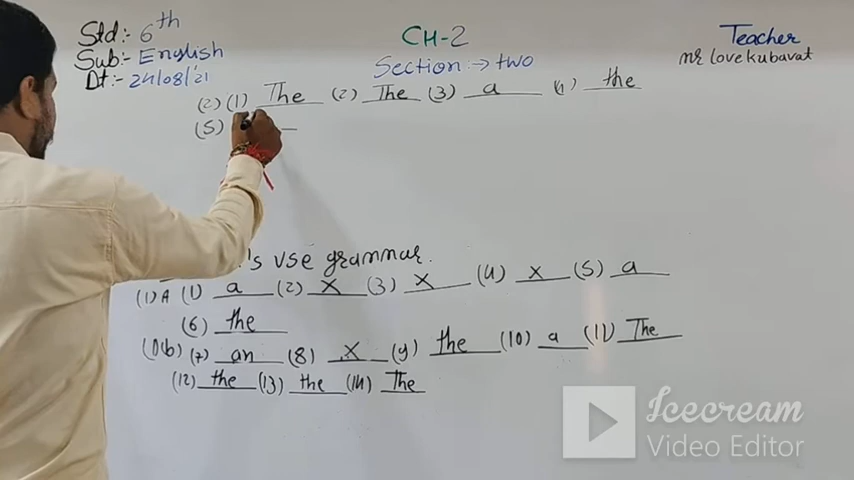 Std:- 6th
Sub:- English
Dt:- 24/08/21
CH-2
Section:-> two
Teacher
mr love kubavat
(2) (1) The (2) The (3) a (4) the
(5)
's use grammar.
(1) A (1) a (2) X (3) X (4) X (5) a
(6) the
(1)(b) (7) an (8) X (9) the (10) a (11) The
(12) the (13) the (14) The
Icecream
Video Editor